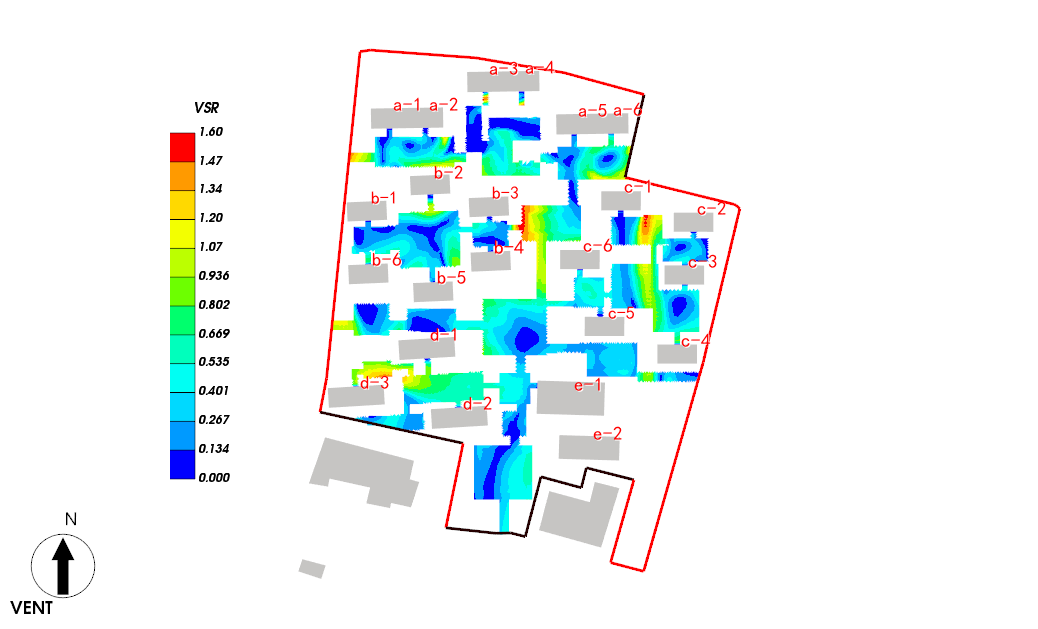 VSR
1.60
1.47
1.34
1.20
1.07
0.936
0.802
0.669
0.535
0.401
0.267
0.134
0.000
a-3 a-4
a-1 a-2
a-5 a-6
b-2
b-1
b-3
c-1
c-2
b-4
c-6
b-6
c-3
b-5
c-5
d-1
c-4
d-3
e-1
d-2
e-2
N
VENT